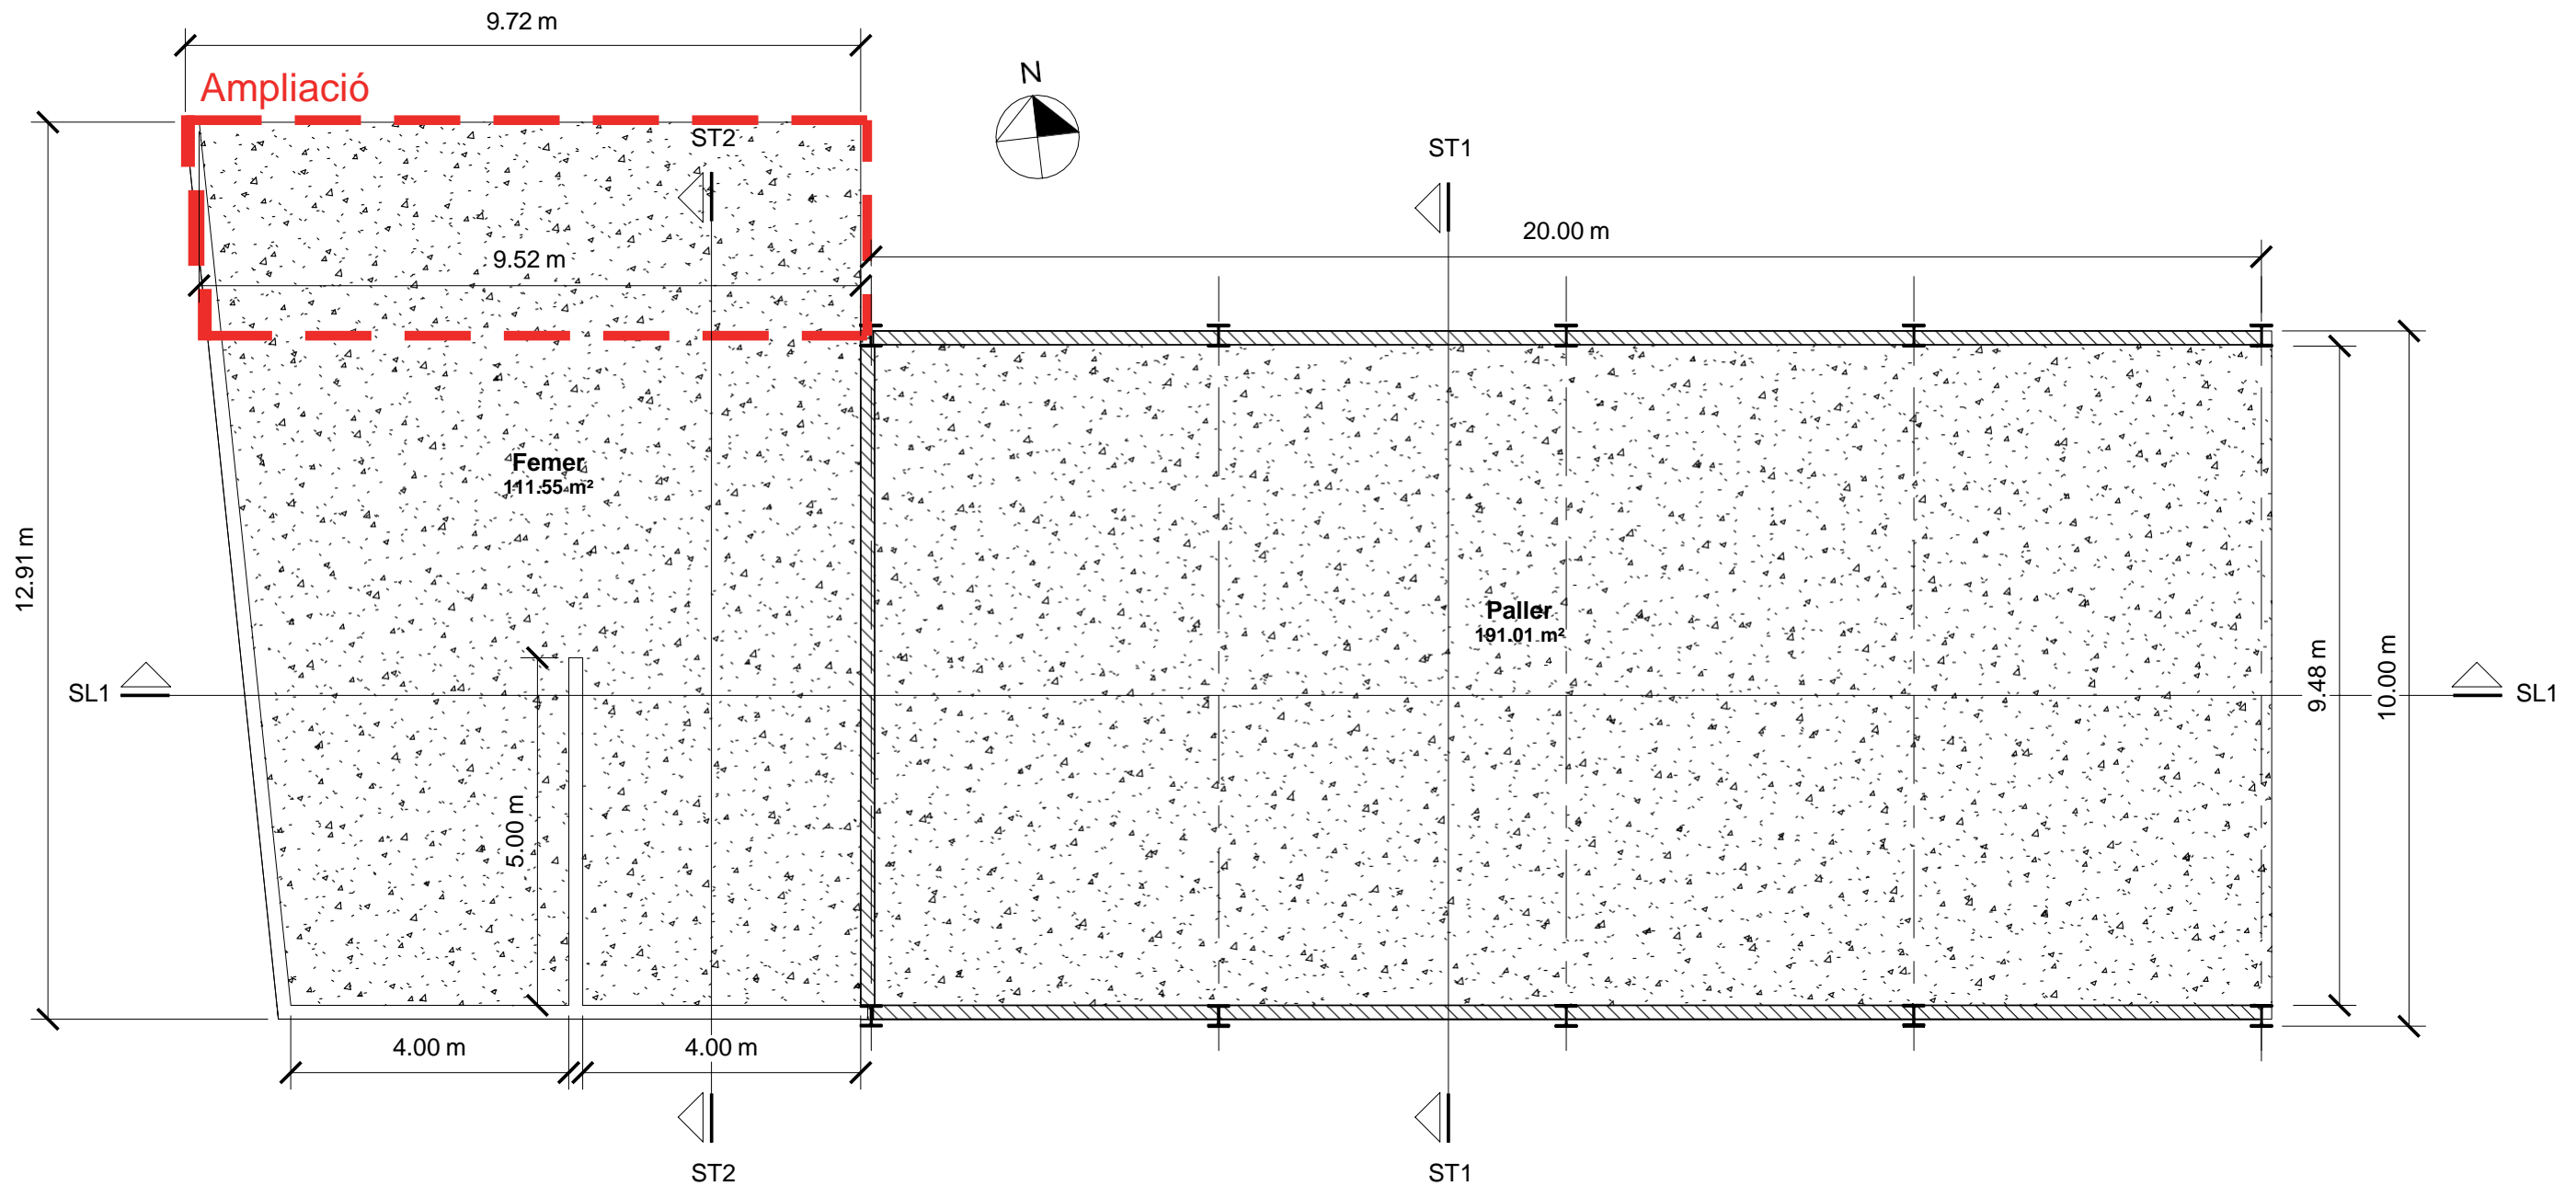 9.72 m
Ampliació
N
ST2
ST1
20.00 m
9.52 m
Femer
111.55 m²
12.91 m
Paller
191.01 m²
9.48 m
10.00 m
SL1
SL1
5.00 m
4.00 m
4.00 m
ST2
ST1